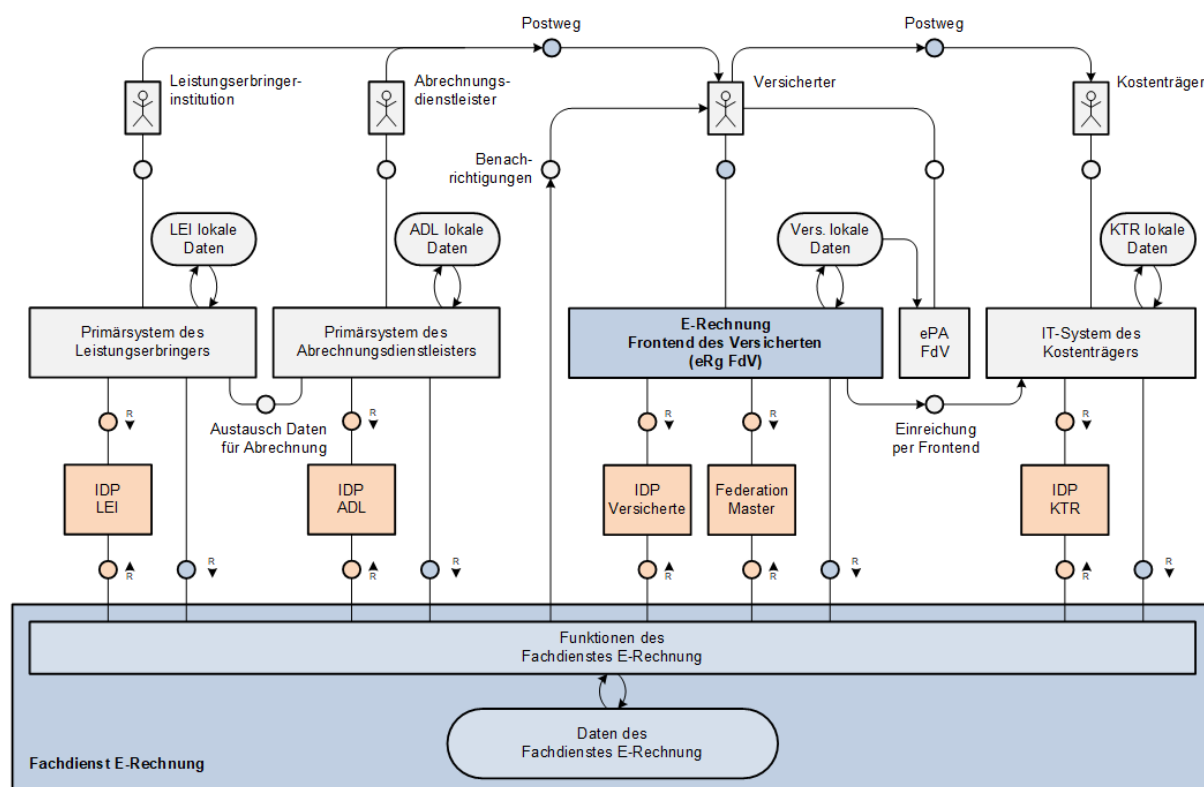 Postweg
Postweg
Leistungserbringer-
institution
Abrechnungs-
dienstleister
Versicherter
Kostenträger
Benach-
richtigungen
LEI lokale
Daten
ADL lokale
Daten
Vers. lokale
Daten
KTR lokale
Daten
Primärsystem des
Leistungserbringers
Primärsystem des
Abrechnungsdienstleisters
E-Rechnung
Frontend des Versicherten
(eRg FdV)
ePA
FdV
IT-System des
Kostenträgers
R
R
R
R
R
Austausch Daten
für Abrechnung
Einreichung
per Frontend
IDP
LEI
IDP
ADL
IDP
Versicherte
Federation
Master
IDP
KTR
R
R
R
R
R
R
R
R
R
Funktionen des
Fachdienstes E-Rechnung
Daten des
Fachdienstes E-Rechnung
Fachdienst E-Rechnung